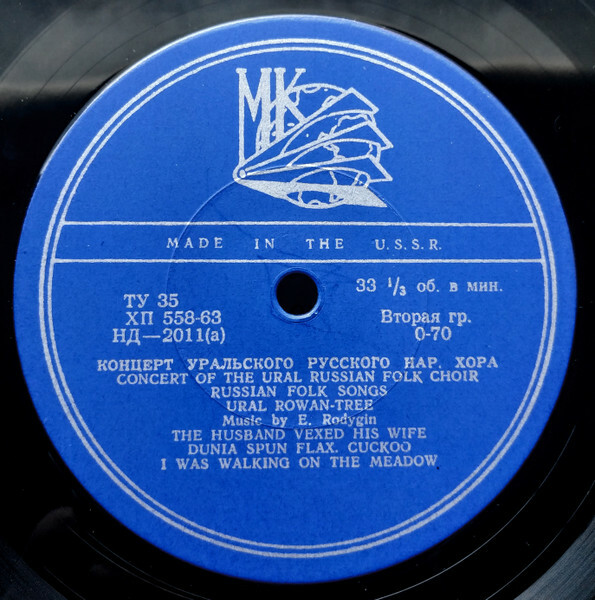 МК
MADE IN THE U.S.S.R.
33 1/3 об. в мин.
ТУ 35
ХП 558-63
НД—2011(а)
Вторая гр.
0-70
КОНЦЕРТ УРАЛЬСКОГО РУССКОГО НАР. ХОРА
CONCERT OF THE URAL RUSSIAN FOLK CHOIR
RUSSIAN FOLK SONGS
URAL ROWAN-TREE
Music by E. Rodygin
THE HUSBAND VEXED HIS WIFE
DUNIA SPUN FLAX. CUCKOO
I WAS WALKING ON THE MEADOW